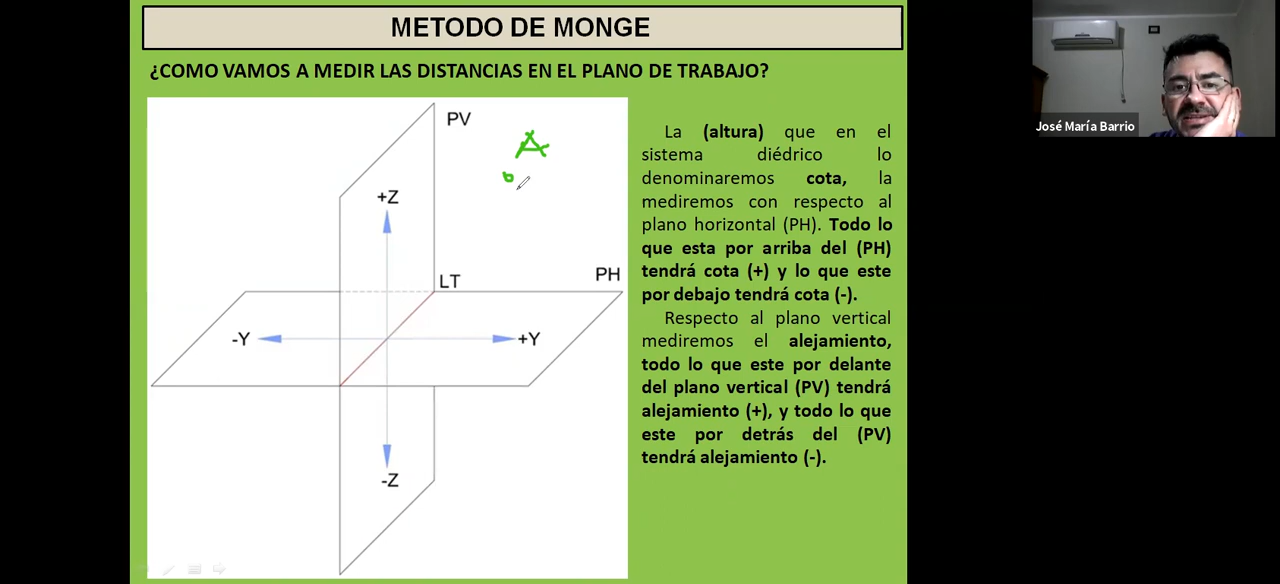 METODO DE MONGE
¿COMO VAMOS A MEDIR LAS DISTANCIAS EN EL PLANO DE TRABAJO?
PV
A
+Z
LT
PH
-Y
+Y
-Z
La (altura) que en el
sistema diédrico lo
denominaremos cota, la
mediremos con respecto al
plano horizontal (PH). Todo lo
que esta por arriba del (PH)
tendrá cota (+) y lo que este
por debajo tendrá cota (-).
Respecto al plano vertical
mediremos el alejamiento,
todo lo que este por delante
del plano vertical (PV) tendrá
alejamiento (+), y todo lo que
este por detrás del (PV)
tendrá alejamiento (-).
José María Barrio